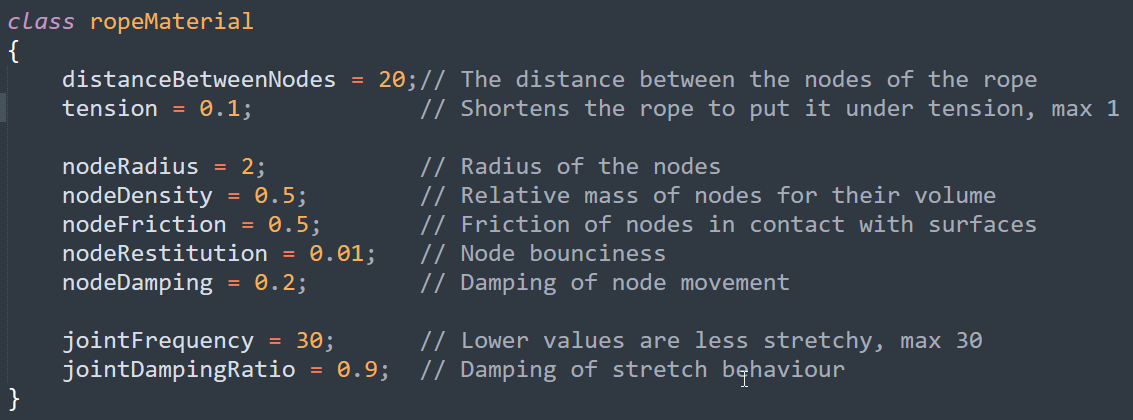 class ropeMaterial
{
    distanceBetweenNodes = 20;// The distance between the nodes of the rope
    tension = 0.1;            // Shortens the rope to put it under tension, max 1

    nodeRadius = 2;           // Radius of the nodes
    nodeDensity = 0.5;        // Relative mass of nodes for their volume
    nodeFriction = 0.5;       // Friction of nodes in contact with surfaces
    nodeRestitution = 0.01;   // Node bounciness
    nodeDamping = 0.2;        // Damping of node movement

    jointFrequency = 30;      // Lower values are less stretchy, max 30
    jointDampingRatio = 0.9;  // Damping of stretch behaviour
}